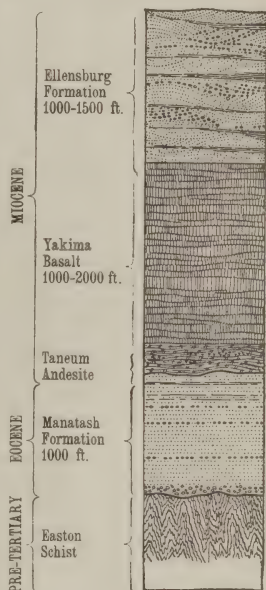 MIOCENE
Ellensburg
Formation
1000-1500 ft.
Yakima
Basalt
1000-2000 ft.
Taneum
Andesite
EOCENE
Manatash
Formation
1000 ft.
PRE-TERTIARY
Easton
Schist